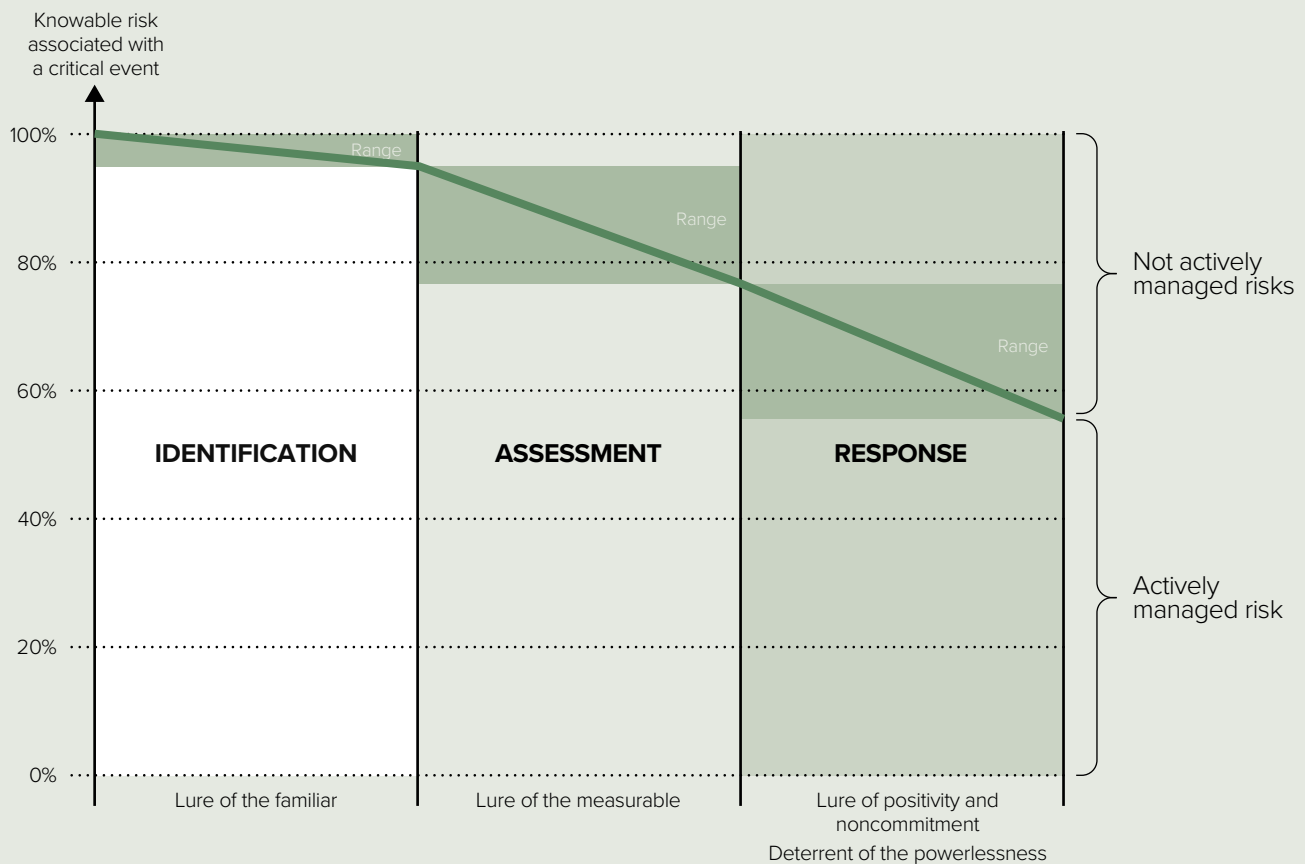 Knowable risk
associated with
a critical event
100%
Range
Range
80%
Not actively
managed risks
Range
60%
IDENTIFICATION
ASSESSMENT
RESPONSE
40%
Actively
managed risk
20%
0%
Lure of the familiar
Lure of the measurable
Lure of positivity and
noncommitment
Deterrent of the powerlessness